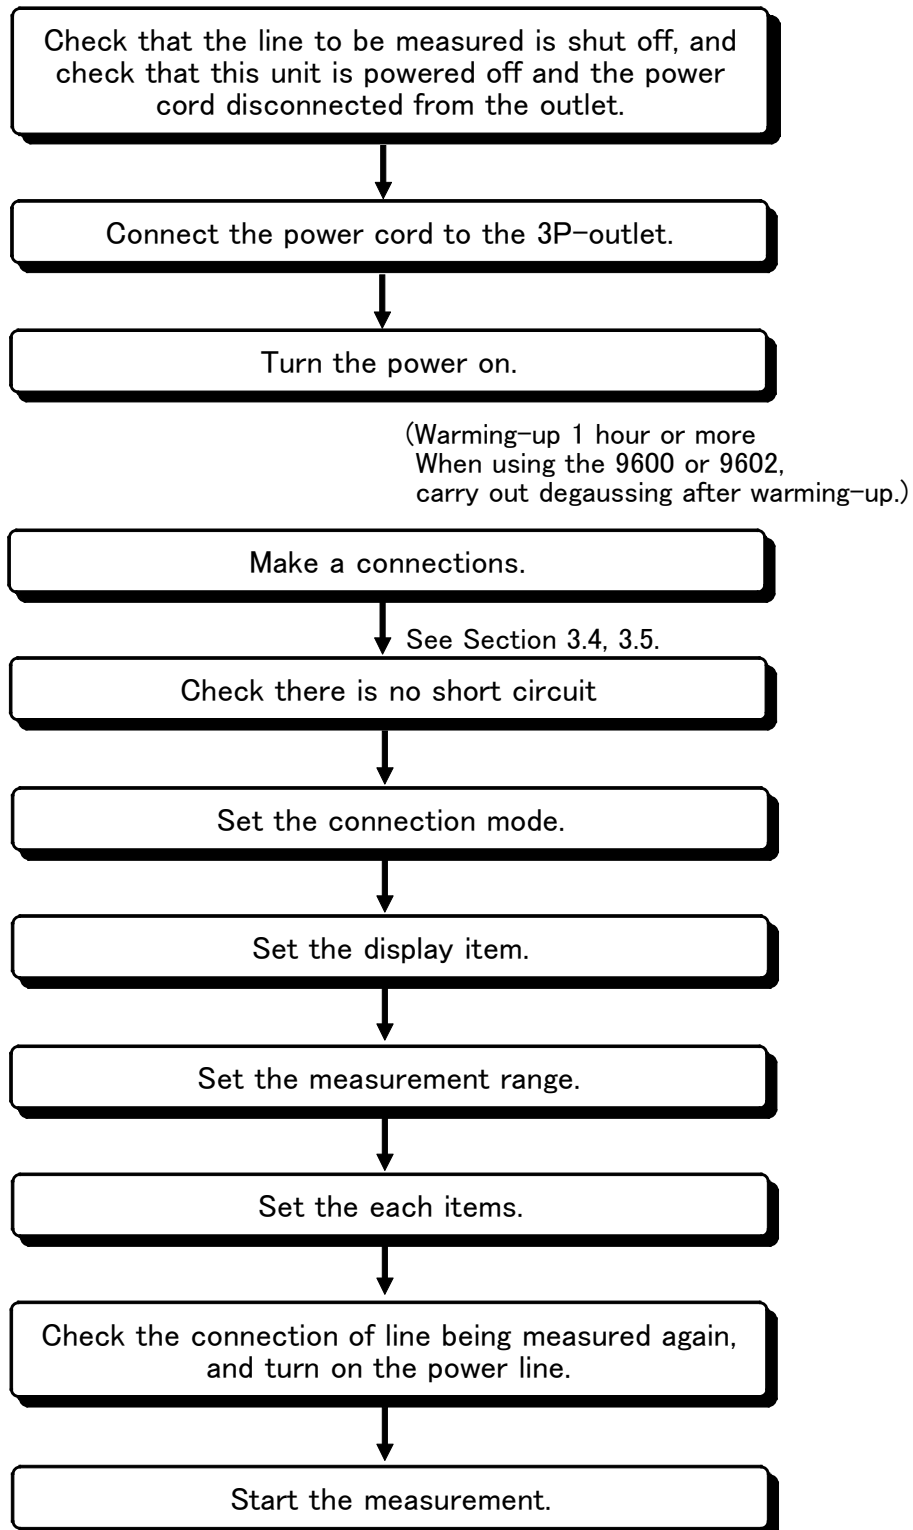 Check that the line to be measured is shut off, and
check that this unit is powered off and the power
cord disconnected from the outlet.
Connect the power cord to the 3P-outlet.
Turn the power on.
(Warming-up 1 hour or more
When using the 9600 or 9602,
carry out degaussing after warming-up.)
Make a connections.
See Section 3.4, 3.5.
Check there is no short circuit
Set the connection mode.
Set the display item.
Set the measurement range.
Set the each items.
Check the connection of line being measured again,
and turn on the power line.
Start the measurement.